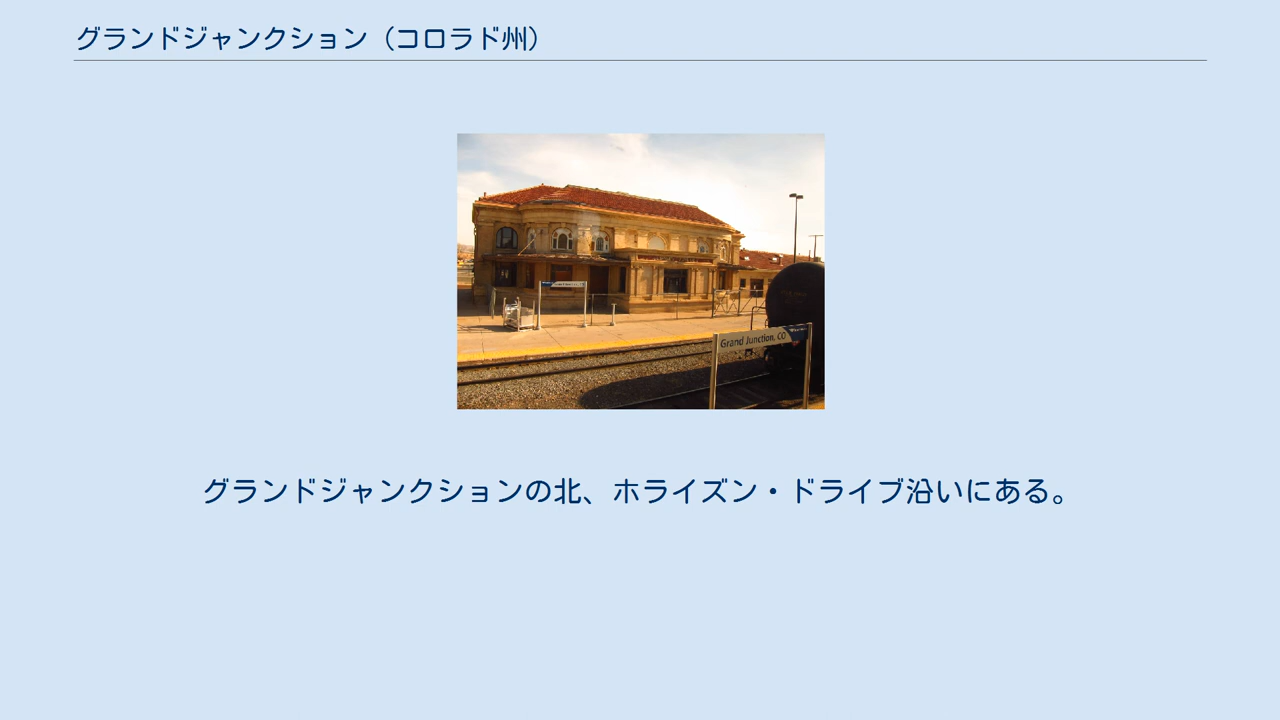 グランドジャンクション（コロラド州）
Grand Junction, CO
グランドジャンクションの北、ホライズン・ドライブ沿いにある。